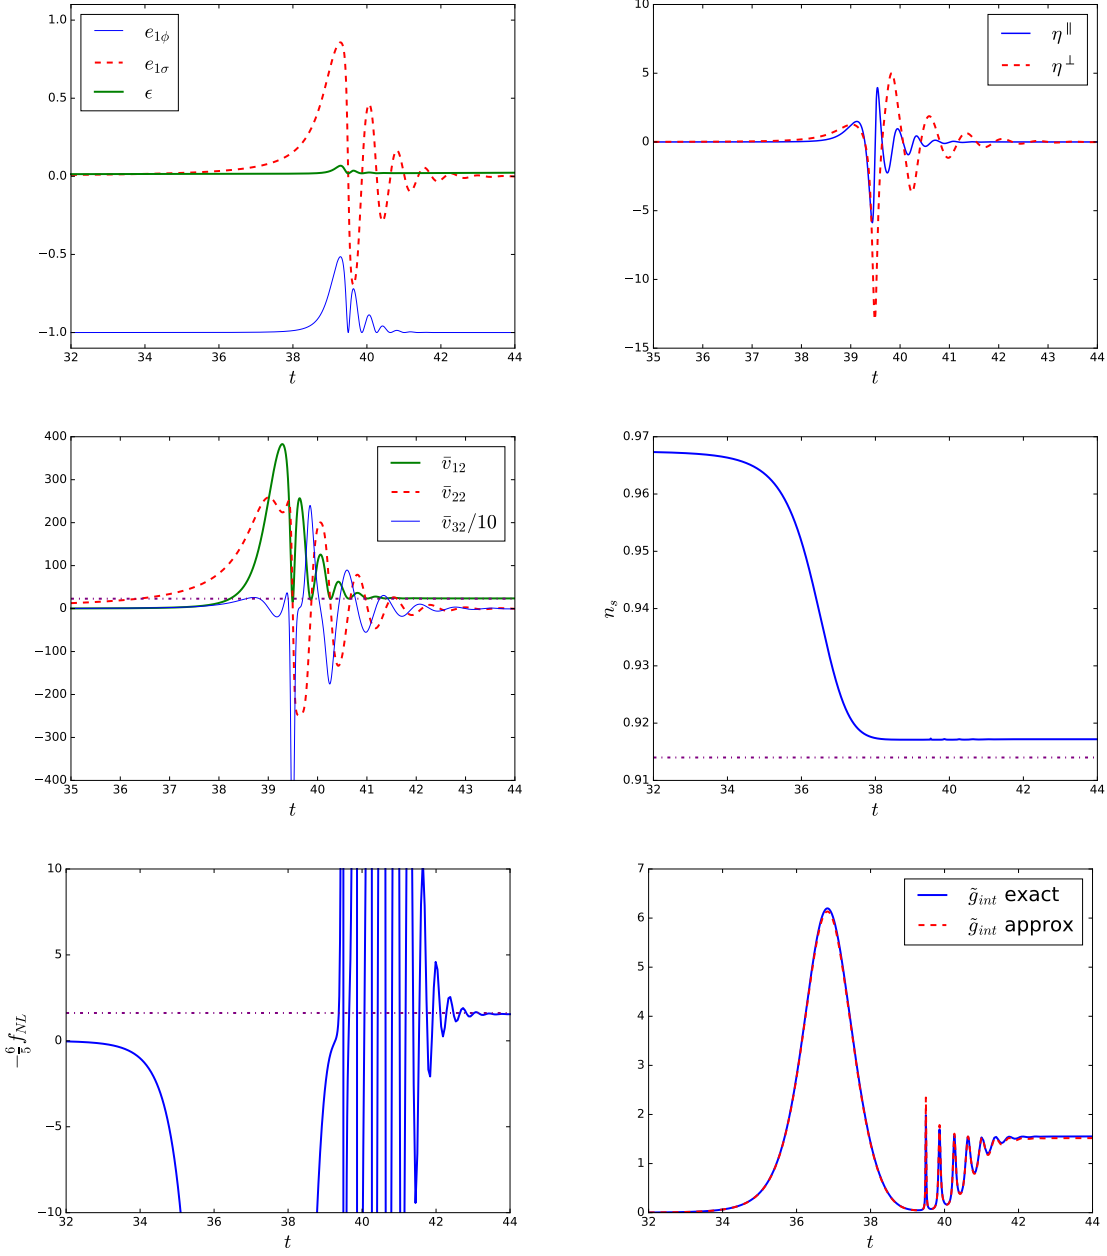 1.0
0.5
0.0
−0.5
−1.0
32 34 36 38 40 42 44
t
e1ϕ
e1σ
ϵ
10
5
0
−5
−10
−15
35 36 37 38 39 40 41 42 43 44
t
η∥
η⊥
400
300
200
100
0
−100
−200
−300
−400
35 36 37 38 39 40 41 42 43 44
t
v̄12
v̄22
v̄32/10
0.97
0.96
0.95
0.94
0.93
0.92
0.91
ns
32 34 36 38 40 42 44
t
10
5
0
−5
−10
−6/5 fNL
32 34 36 38 40 42 44
t
7
6
5
4
3
2
1
0
32 34 36 38 40 42 44
t
g̃int exact
g̃int approx